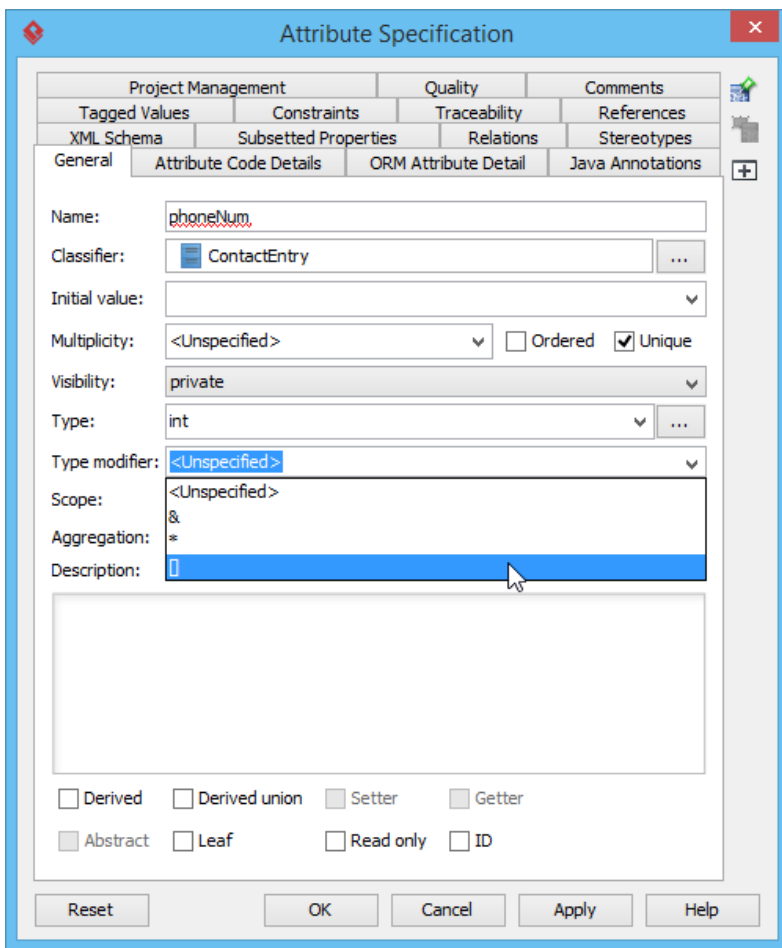 Attribute Specification
Project Management Quality Comments
Tagged Values Constraints Traceability References
XML Schema Subsetted Properties Relations Stereotypes
General Attribute Code Details ORM Attribute Detail Java Annotations
Name: phoneNum
Classifier: ContactEntry ...
Initial value:
Multiplicity: <Unspecified> Ordered Unique
Visibility: private
Type: int ...
Type modifier: <Unspecified>
<Unspecified>
Scope:
&
Aggregation: *
Description: []
Derived Derived union Setter Getter
Abstract Leaf Read only ID
Reset OK Cancel Apply Help